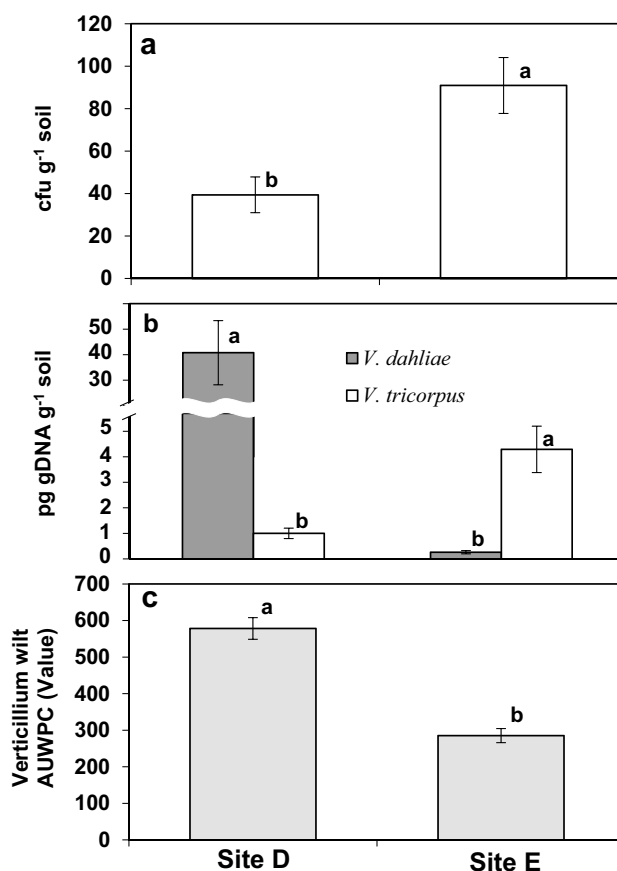 a
120
100
80
60
40
20
0
cfu g⁻¹ soil
b
a
b
50
40
30
5
4
3
2
1
0
pg gDNA g⁻¹ soil
a
b
V. dahliae
V. tricorpus
b
a
c
700
600
500
400
300
200
100
0
Verticillium wilt
AUWPC (Value)
a
b
Site D
Site E